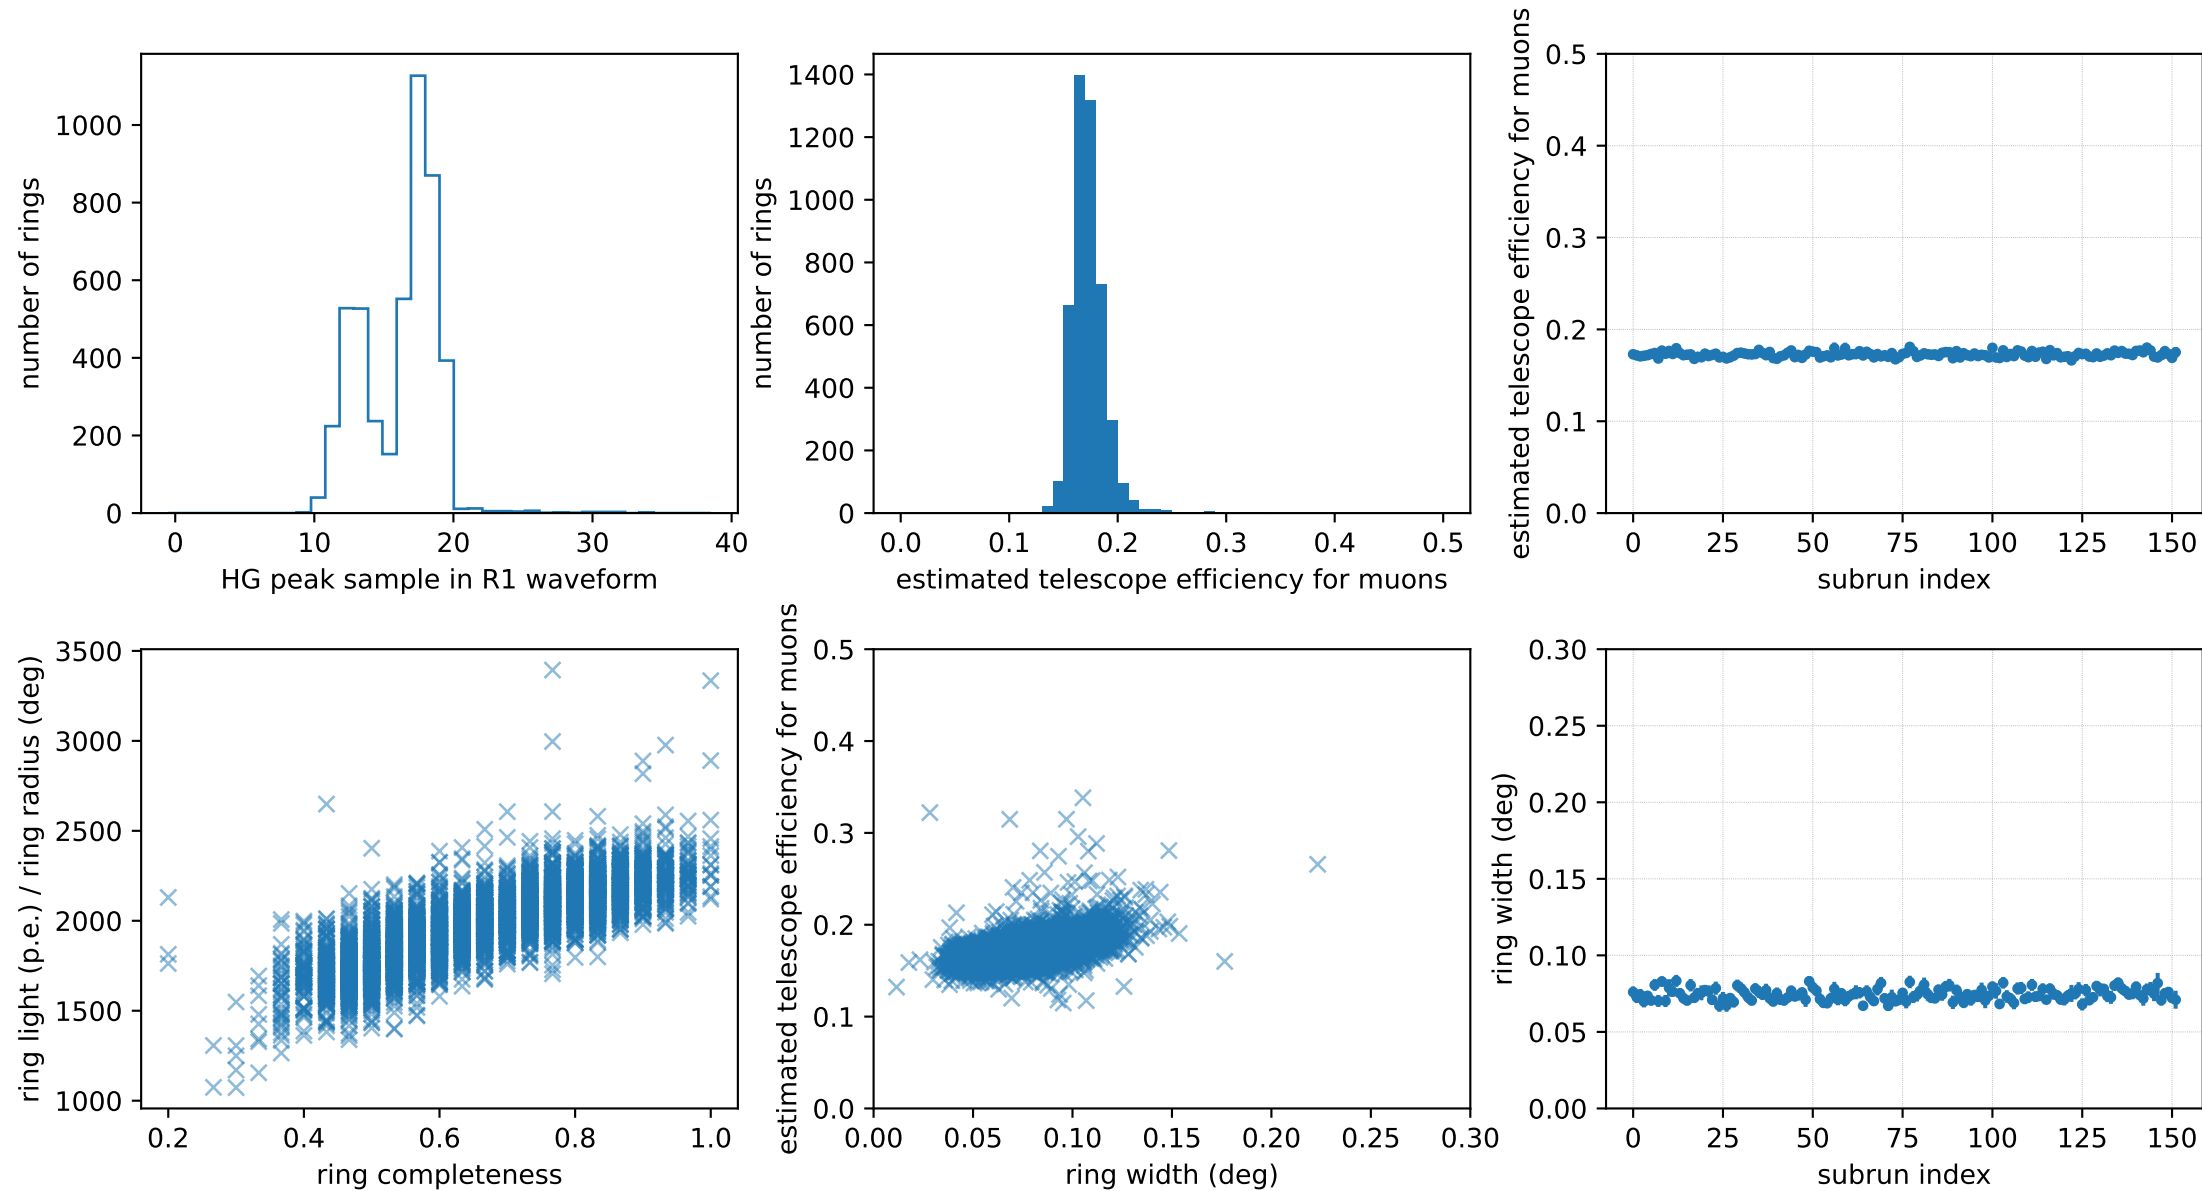 number of rings
1000
800
600
400
200
0
0 10 20 30 40
HG peak sample in R1 waveform
number of rings
1400
1200
1000
800
600
400
200
0
0.0 0.1 0.2 0.3 0.4 0.5
estimated telescope efficiency for muons
estimated telescope efficiency for muons
0.5
0.4
0.3
0.2
0.1
0.0
0 25 50 75 100 125 150
subrun index
ring light (p.e.) / ring radius (deg)
3500
3000
2500
2000
1500
1000
0.2 0.4 0.6 0.8 1.0
ring completeness
estimated telescope efficiency for muons
0.5
0.4
0.3
0.2
0.1
0.0
0.00 0.05 0.10 0.15 0.20 0.25 0.30
ring width (deg)
ring width (deg)
0.30
0.25
0.20
0.15
0.10
0.05
0.00
0 25 50 75 100 125 150
subrun index